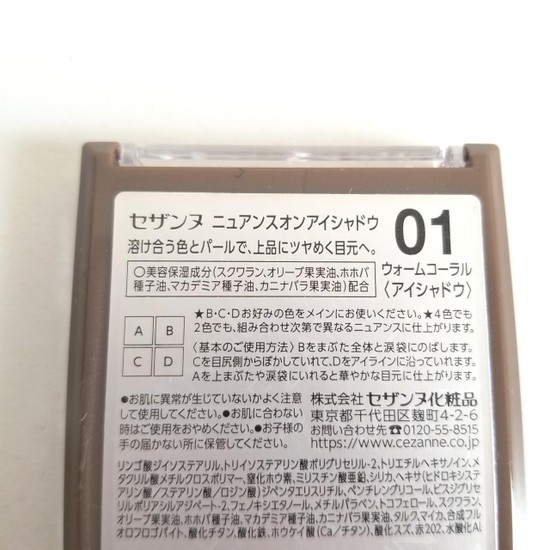 セザンヌ ニュアンスオンアイシャドウ
溶け合う色とパールで、上品にツヤめく目元へ。
01
ウォームコーラル
〈アイシャドウ〉
○美容保湿成分(スクワラン、オリーブ果実油、ホホバ
種子油、マカデミア種子油、カニナバラ果実油)配合
★B・C・Dお好みの色をメインにお使いください。★4色でも
2色でも、組み合わせ次第で異なるニュアンスに仕上がります。
A B
C D
〈基本のご使用方法〉Bをまぶた全体と涙袋にのばします。
Cを目尻側からぼかしていれて、Dをアイラインに沿っていれます。
Aを上まぶたや涙袋にいれると華やかな目元に仕上がります。
●お肌に異常が生じていないかよく注意
して使用してください。●お肌に合わない
時はご使用をおやめください。●お子様の
手の届かない所に保管してください。
株式会社 セザンヌ化粧品
東京都千代田区麹町4-2-6
お問い合わせ先☎0120-55-8515
https://www.cezanne.co.jp
リンゴ酸ジイソステアリル、トリイソステアリン酸ポリグリセリル-2、トリエチルヘキサノイン、メ
タクリル酸メチルクロスポリマー、窒化ホウ素、ミリスチン酸亜鉛、シリカ、ヘキサ(ヒドロキシステ
アリン酸/ステアリン酸/ロジン酸)ジペンタエリスリチル、ペンチレングリコール、ビスジグリセ
リルポリアシルアジペート-2、フェノキシエタノール、メチルパラベン、トコフェロール、スクワラン、
オリーブ果実油、ホホバ種子油、マカデミア種子油、カニナバラ果実油、タルク、マイカ、合成フル
オロフロゴパイト、酸化チタン、酸化鉄、ホウケイ酸(Ca/チタン)、酸化スズ、赤202、水酸化Al